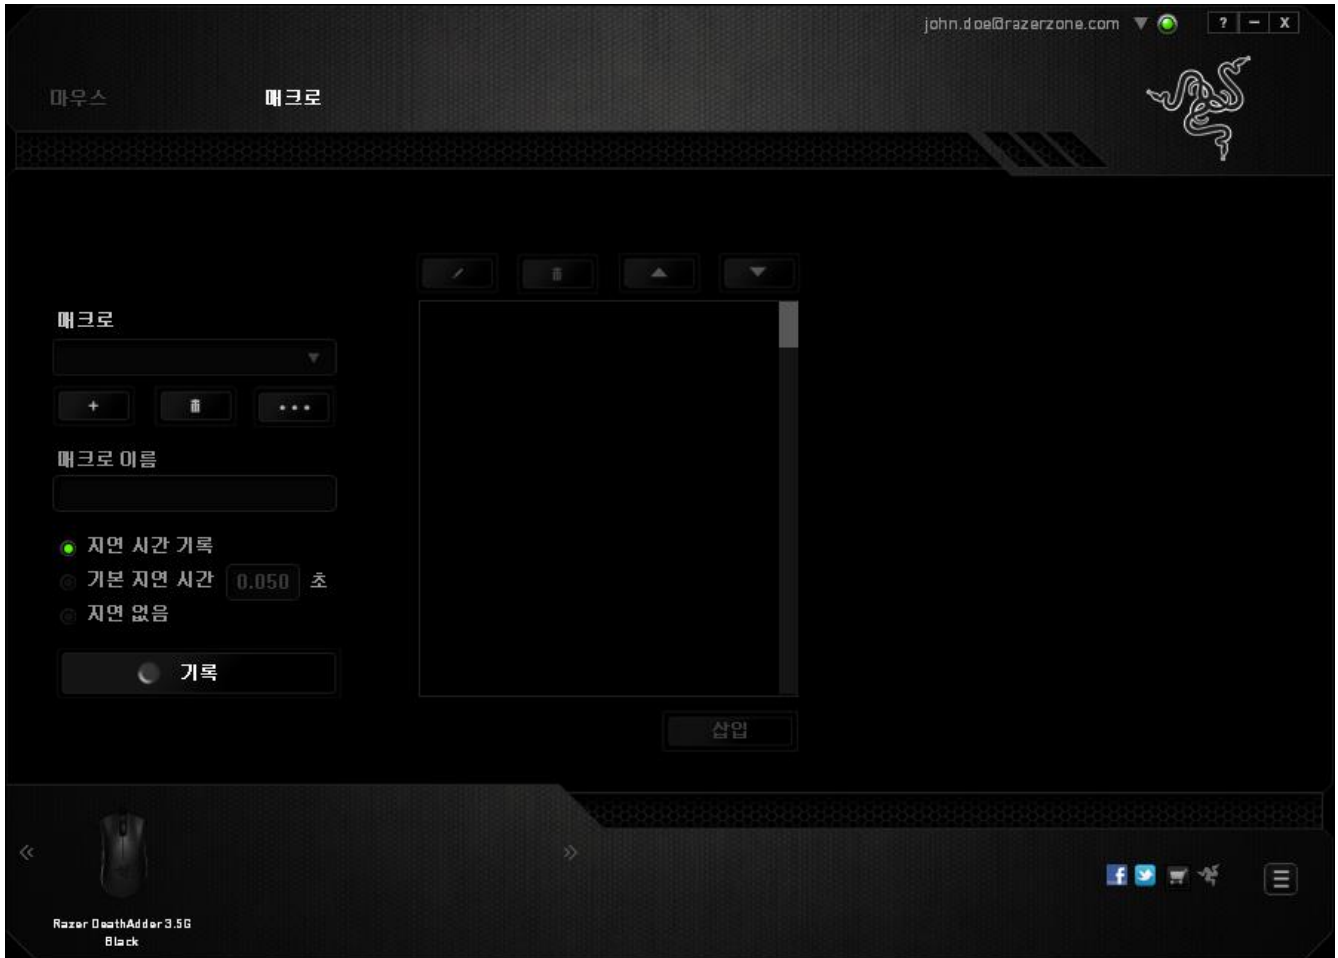 john.doe@razerzone.com
? – X
마우스 매크로
매크로
+
매크로 이름
지연 시간 기록
기본 지연 시간 0.050 초
지연 없음
기록
삽입
Razer DeathAdder 3.5G
Black